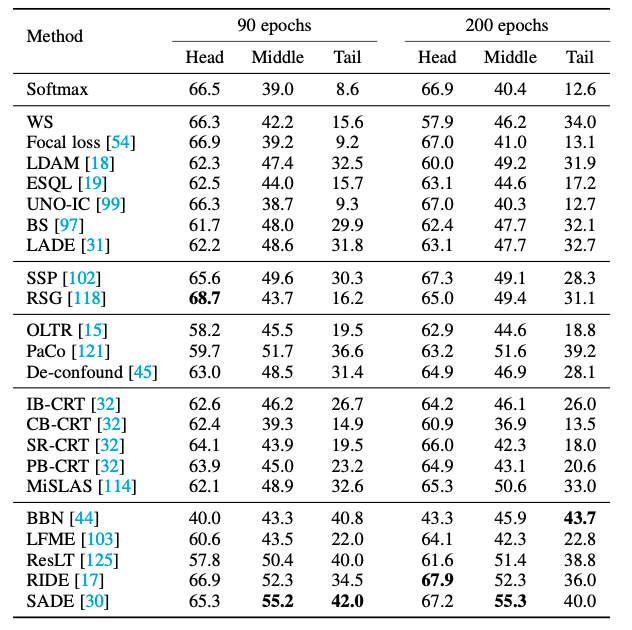 Method 90 epochs 200 epochs
Head Middle Tail Head Middle Tail
Softmax 66.5 39.0 8.6 66.9 40.4 12.6
WS 66.3 42.2 15.6 57.9 46.2 34.0
Focal loss [54] 66.9 39.2 9.2 67.0 41.0 13.1
LDAM [18] 62.3 47.4 32.5 60.0 49.2 31.9
ESQL [19] 62.5 44.0 15.7 63.1 44.6 17.2
UNO-IC [99] 66.3 38.7 9.3 67.0 40.3 12.7
BS [97] 61.7 48.0 29.9 62.4 47.7 32.1
LADE [31] 62.2 48.6 31.8 63.1 47.7 32.7
SSP [102] 65.6 49.6 30.3 67.3 49.1 28.3
RSG [118] 68.7 43.7 16.2 65.0 49.4 31.1
OLTR [15] 58.2 45.5 19.5 62.9 44.6 18.8
PaCo [121] 59.7 51.7 36.6 63.2 51.6 39.2
De-confound [45] 63.0 48.5 31.4 64.9 46.9 28.1
IB-CRT [32] 62.6 46.2 26.7 64.2 46.1 26.0
CB-CRT [32] 62.4 39.3 14.9 60.9 36.9 13.5
SR-CRT [32] 64.1 43.9 19.5 66.0 42.3 18.0
PB-CRT [32] 63.9 45.0 23.2 64.9 43.1 20.6
MiSLAS [114] 62.1 48.9 32.6 65.3 50.6 33.0
BBN [44] 40.0 43.3 40.8 43.3 45.9 43.7
LFME [103] 60.6 43.5 22.0 64.1 42.3 22.8
ResLT [125] 57.8 50.4 40.0 61.6 51.4 38.8
RIDE [17] 66.9 52.3 34.5 67.9 52.3 36.0
SADE [30] 65.3 55.2 42.0 67.2 55.3 40.0